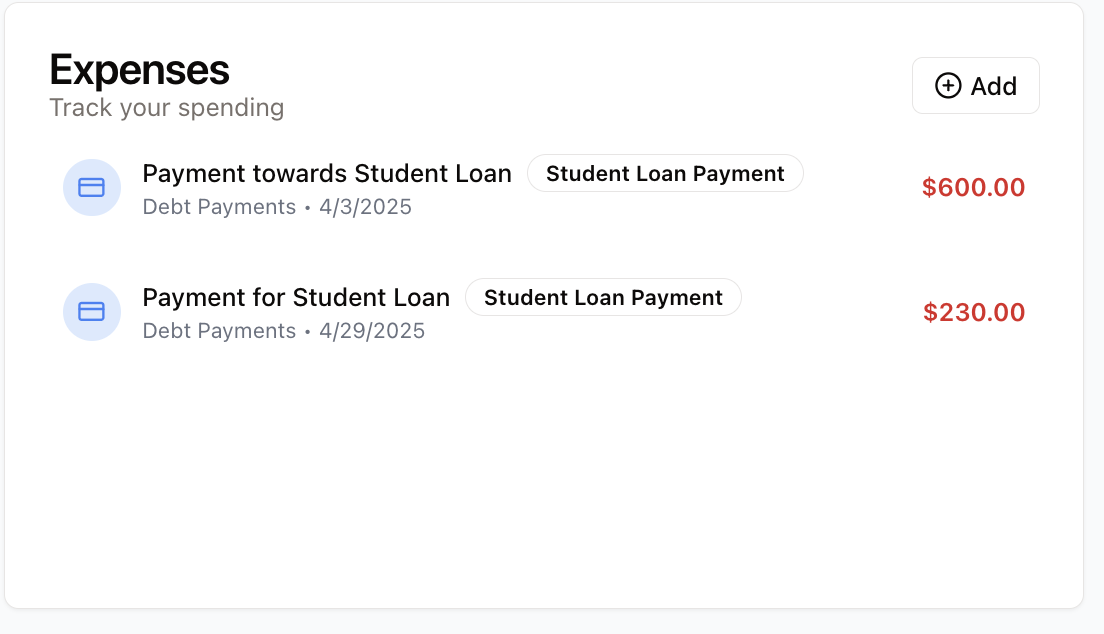 Expenses
Track your spending
Add
Payment towards Student Loan Student Loan Payment
Debt Payments • 4/3/2025
$600.00
Payment for Student Loan Student Loan Payment
Debt Payments • 4/29/2025
$230.00